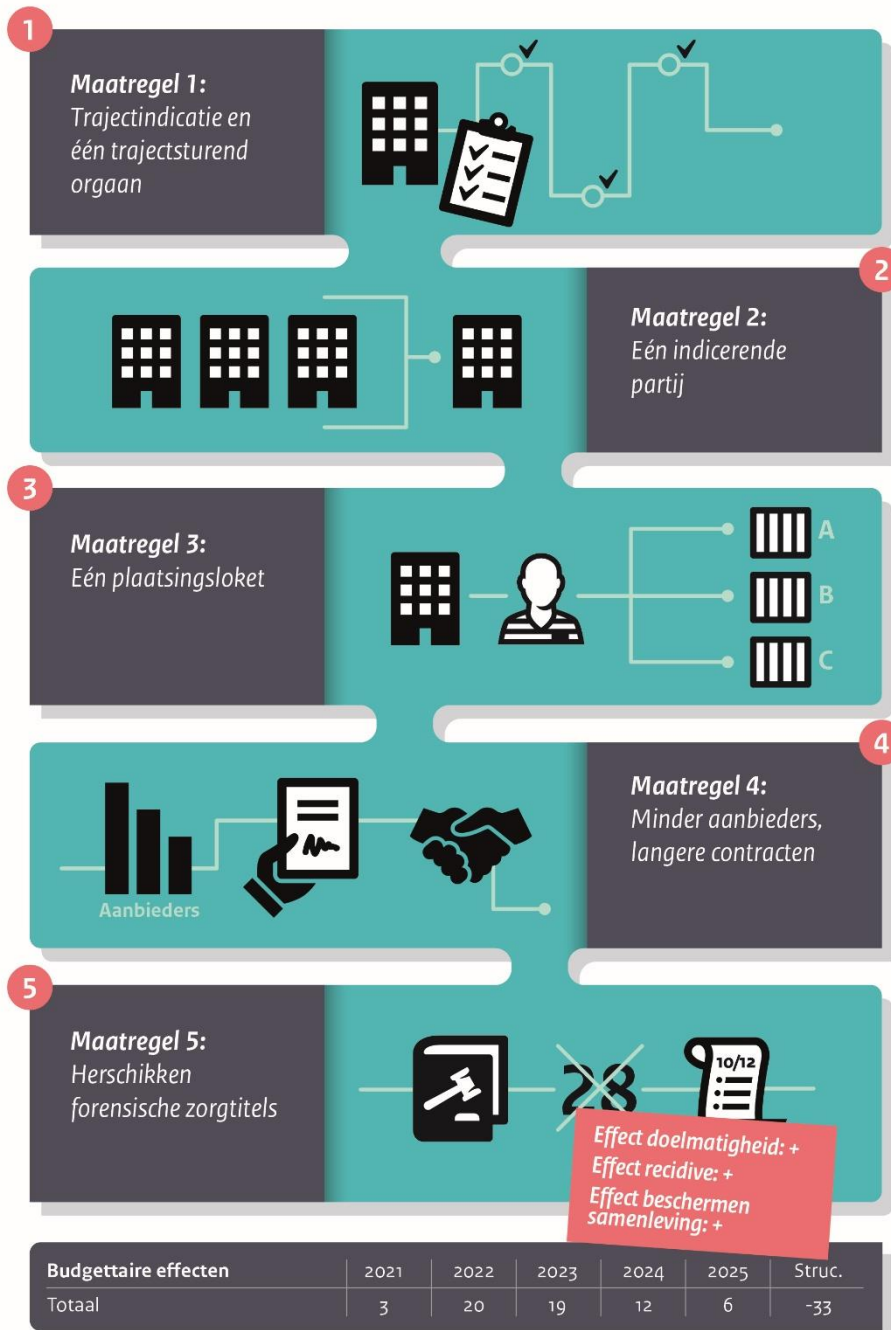 1
Maatregel 1:
Trajectindicatie en
één trajectsturend
orgaan
2
Maatregel 2:
Eén indicerende
partij
3
Maatregel 3:
Eén plaatsingsloket
A
B
C
4
Maatregel 4:
Minder aanbieders,
langere contracten
Aanbieders
5
Maatregel 5:
Herschikken
forensische zorgtitels
28
10/12
Effect doelmatigheid: +
Effect recidive: +
Effect beschermen
samenleving: +
Budgettaire effecten 2021 2022 2023 2024 2025 Struc.
Totaal 3 20 19 12 6 -33